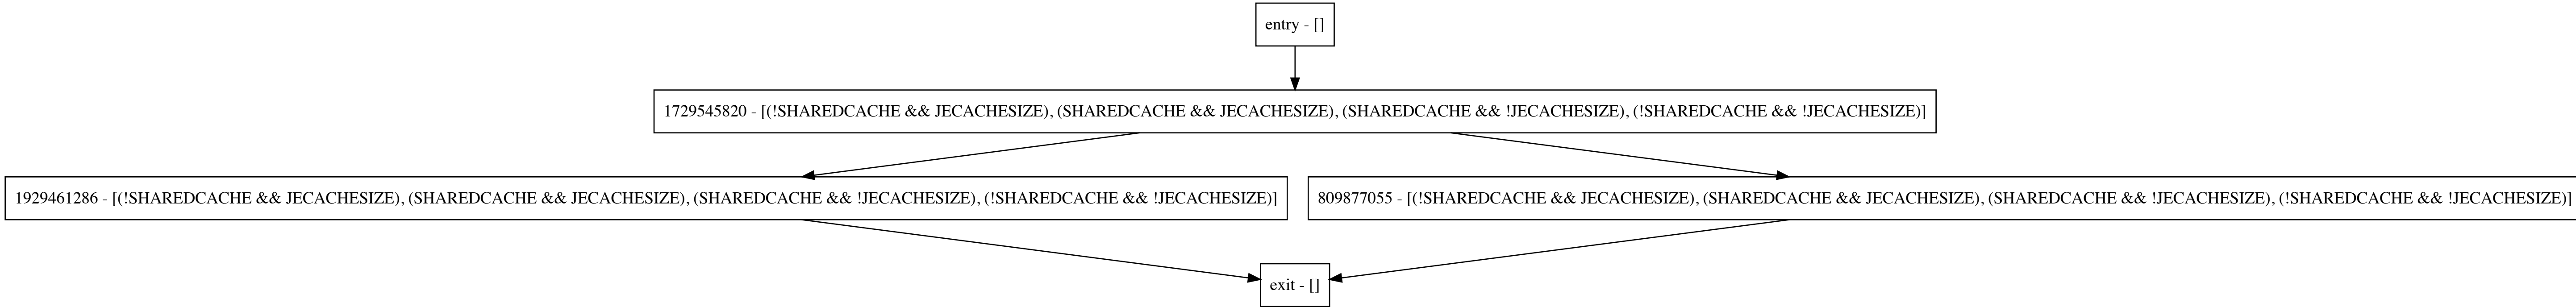 entry - []
1729545820 - [(!SHAREDCACHE && JECACHESIZE), (SHAREDCACHE && JECACHESIZE), (SHAREDCACHE && !JECACHESIZE), (!SHAREDCACHE && !JECACHESIZE)]
1929461286 - [(!SHAREDCACHE && JECACHESIZE), (SHAREDCACHE && JECACHESIZE), (SHAREDCACHE && !JECACHESIZE), (!SHAREDCACHE && !JECACHESIZE)]
809877055 - [(!SHAREDCACHE && JECACHESIZE), (SHAREDCACHE && JECACHESIZE), (SHAREDCACHE && !JECACHESIZE), (!SHAREDCACHE && !JECACHESIZE)]
exit - []